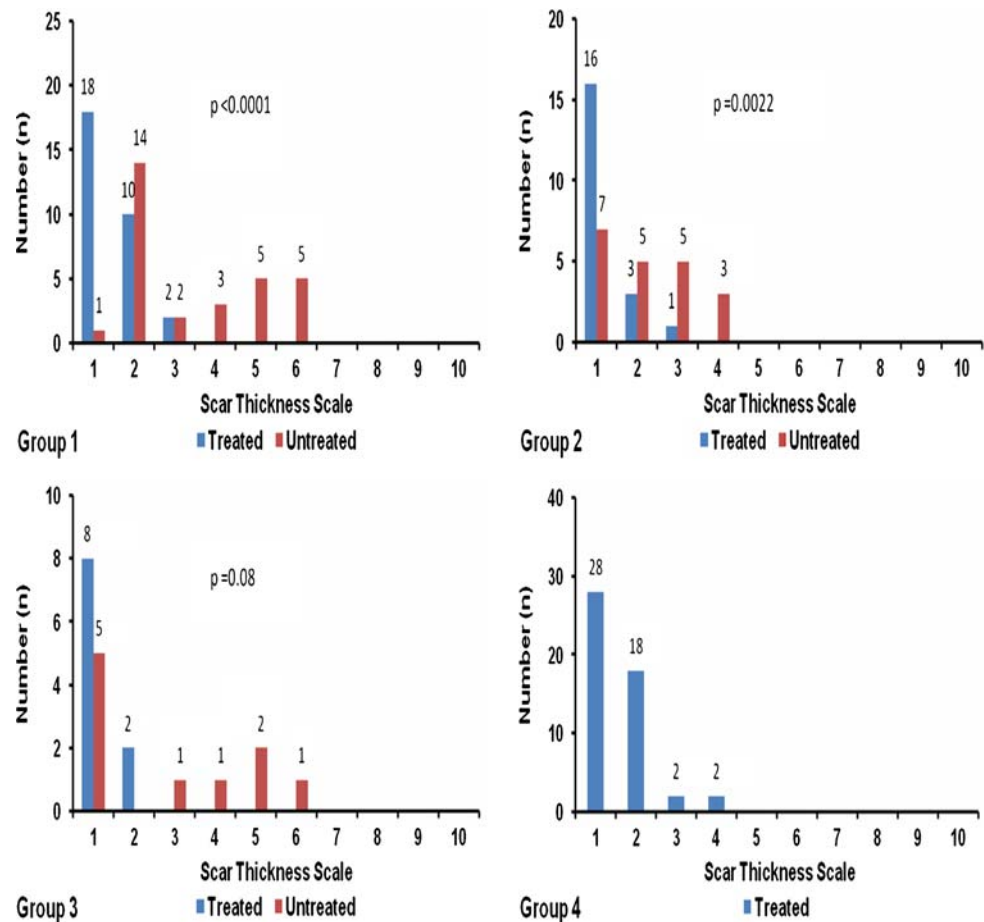 25
20
15
10
5
0
Number (n)
18
1
10
14
2
2
3
5
5
p <0.0001
1 2 3 4 5 6 7 8 9 10
Scar Thickness Scale
Group 1
Treated Untreated
20
15
10
5
0
Number (n)
16
7
3
5
1
5
3
p =0.0022
1 2 3 4 5 6 7 8 9 10
Scar Thickness Scale
Group 2
Treated Untreated
10
8
6
4
2
0
Number (n)
8
5
2
1
1
2
1
p =0.08
1 2 3 4 5 6 7 8 9 10
Scar Thickness Scale
Group 3
Treated Untreated
40
30
20
10
0
Number (n)
28
18
2
2
1 2 3 4 5 6 7 8 9 10
Scar Thickness Scale
Group 4
Treated